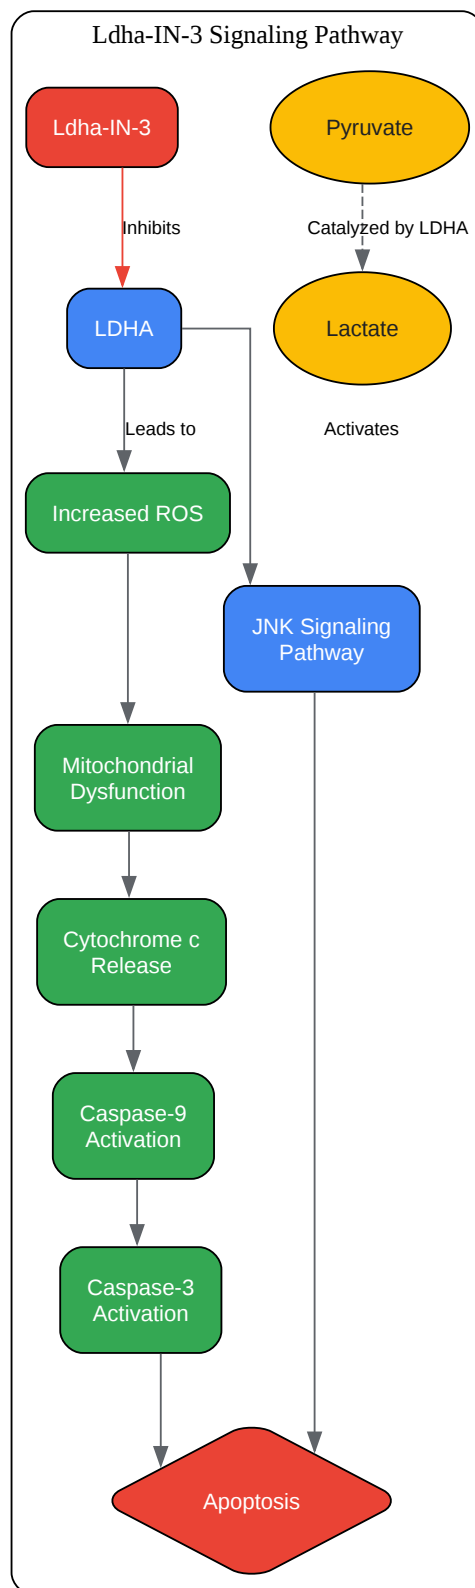 Ldha-IN-3 Signaling Pathway
Ldha-IN-3
Pyruvate
Inhibits
Catalyzed by LDHA
LDHA
Lactate
Leads to
Activates
Increased ROS
JNK Signaling
Pathway
Mitochondrial
Dysfunction
Cytochrome c
Release
Caspase-9
Activation
Caspase-3
Activation
Apoptosis